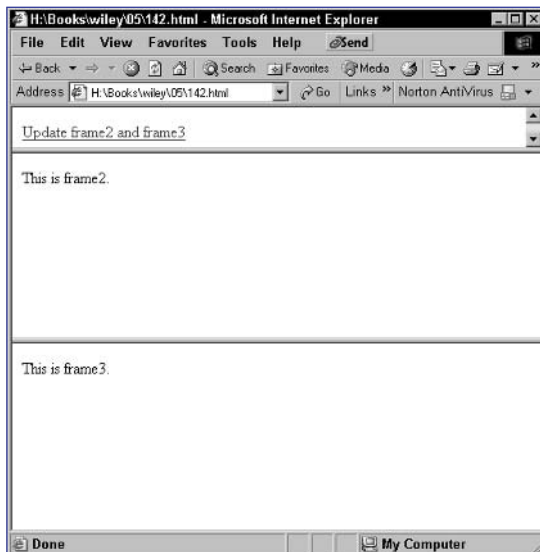 H:\Books\wiley\05\142.html - Microsoft Internet Explorer
File Edit View Favorites Tools Help Send
Back Search Favorites Media »
Address H:\Books\wiley\05\142.html Go Links » Norton AntiVirus
Update frame2 and frame3
This is frame2.
This is frame3.
Done My Computer